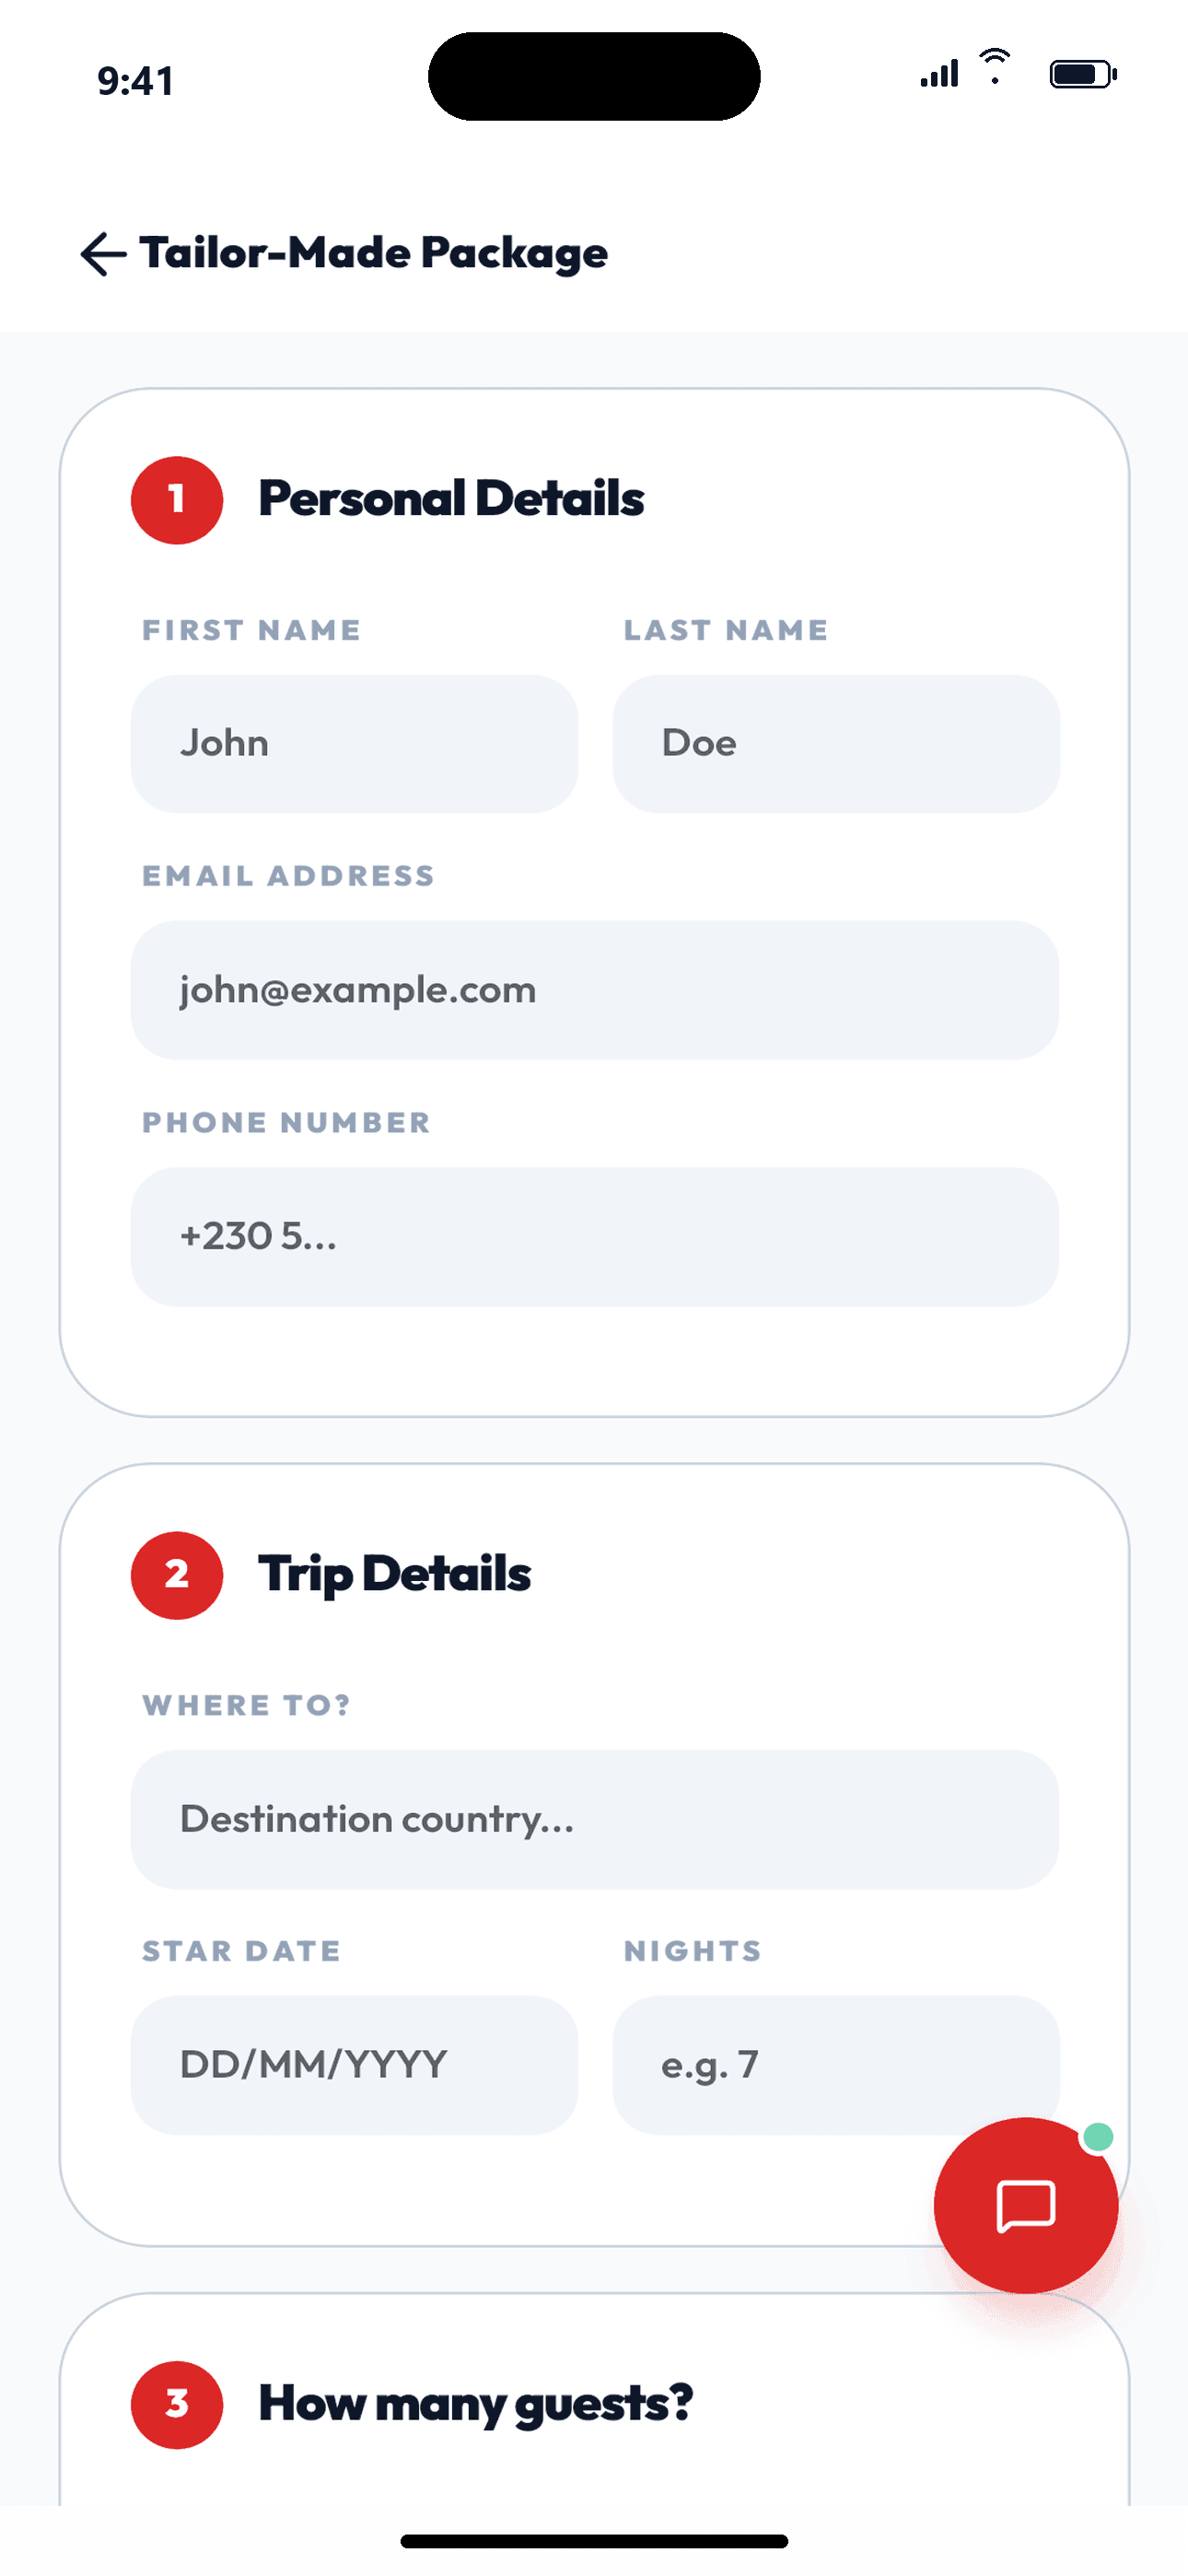 9:41
Tailor-Made Package
1 Personal Details
FIRST NAME LAST NAME
John Doe
EMAIL ADDRESS
john@example.com
PHONE NUMBER
+230 5...
2 Trip Details
WHERE TO?
Destination country...
STAR DATE NIGHTS
DD/MM/YYYY e.g. 7
3 How many guests?